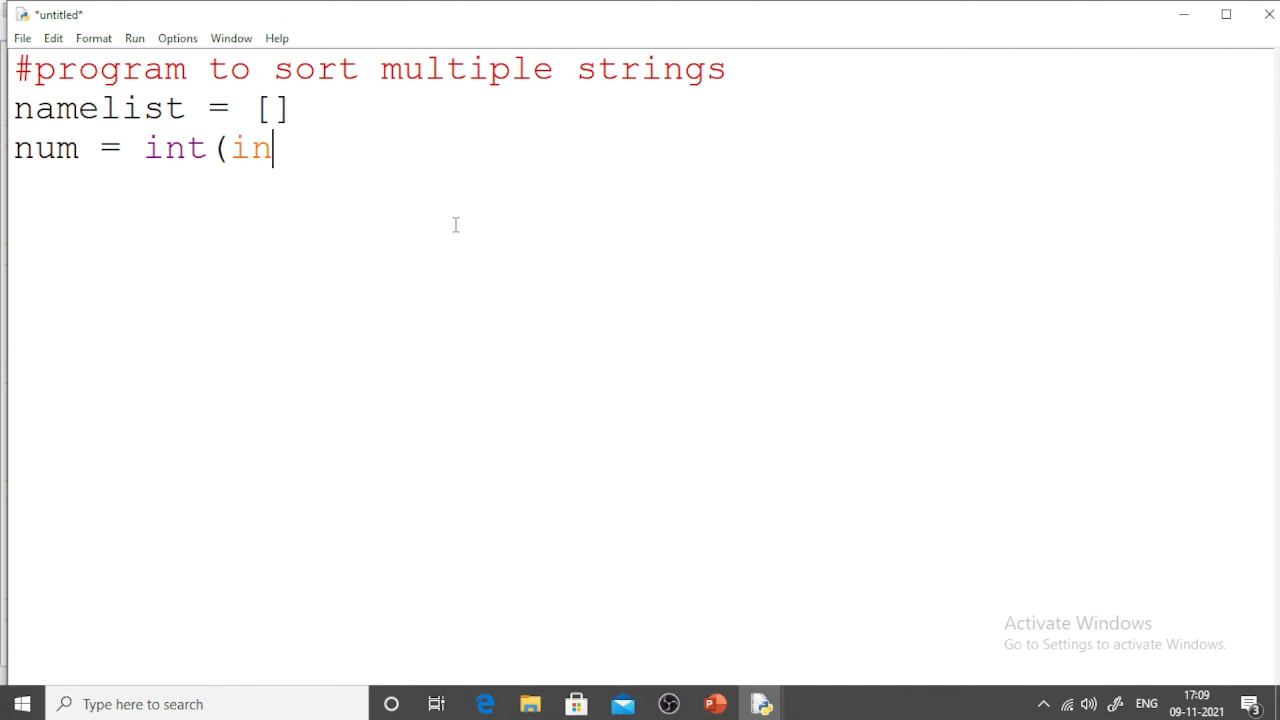 *untitled*
File Edit Format Run Options Window Help
#program to sort multiple strings
namelist = []
num = int(in
Activate Windows
Go to Settings to activate Windows.
Type here to search
ENG
17:09
09-11-2021
3